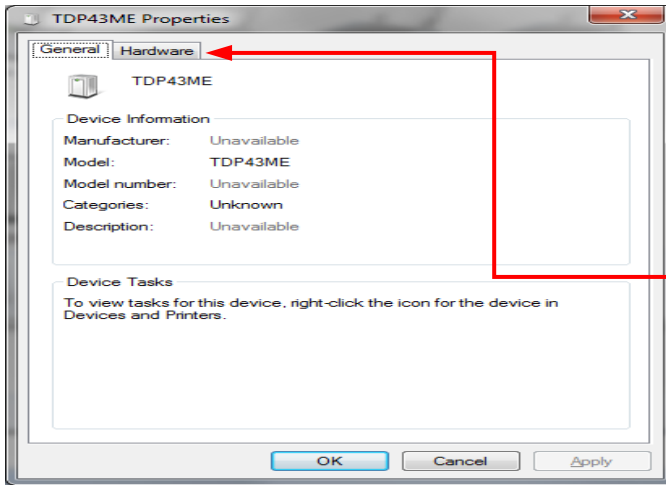 TDP43ME Properties
General Hardware
TDP43ME
Device Information
Manufacturer: Unavailable
Model: TDP43ME
Model number: Unavailable
Categories: Unknown
Description: Unavailable
Device Tasks
To view tasks for this device, right-click the icon for the device in
Devices and Printers.
OK Cancel Apply